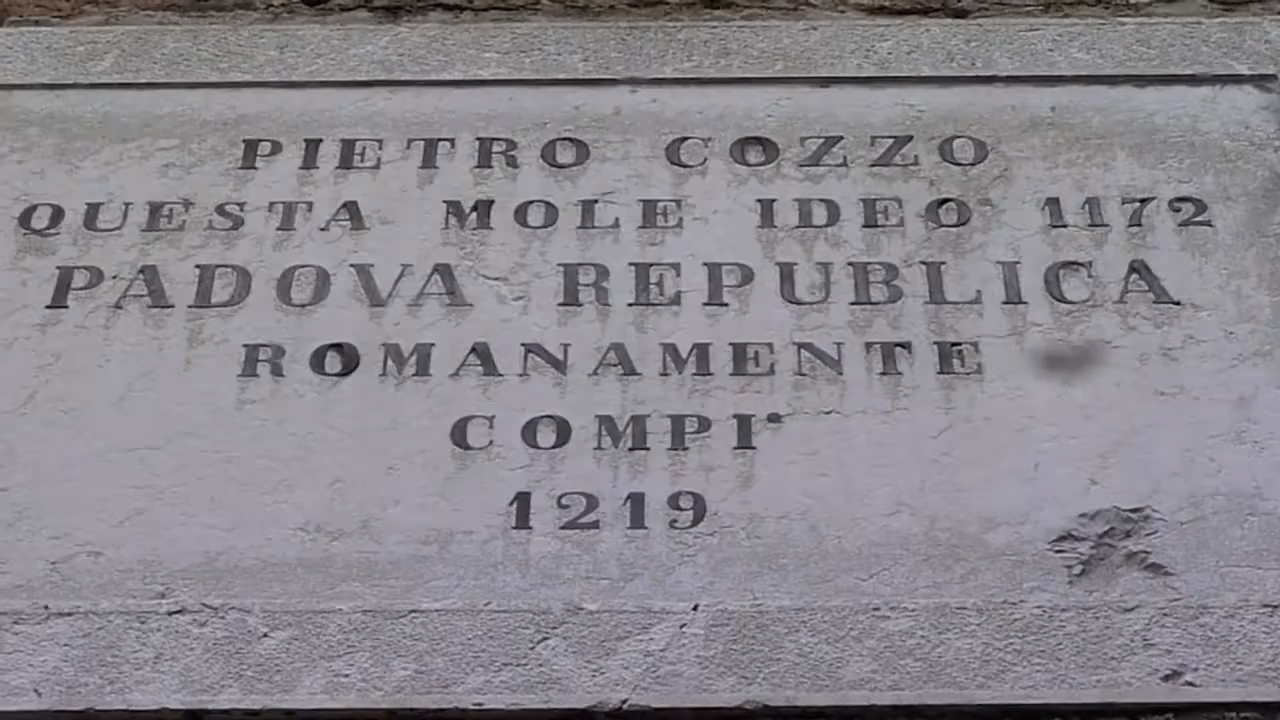 PIETRO COZZO
QUESTA MOLE IDEO' 1172
PADOVA REPUBLICA
ROMANAMENTE
COMPI'
1219